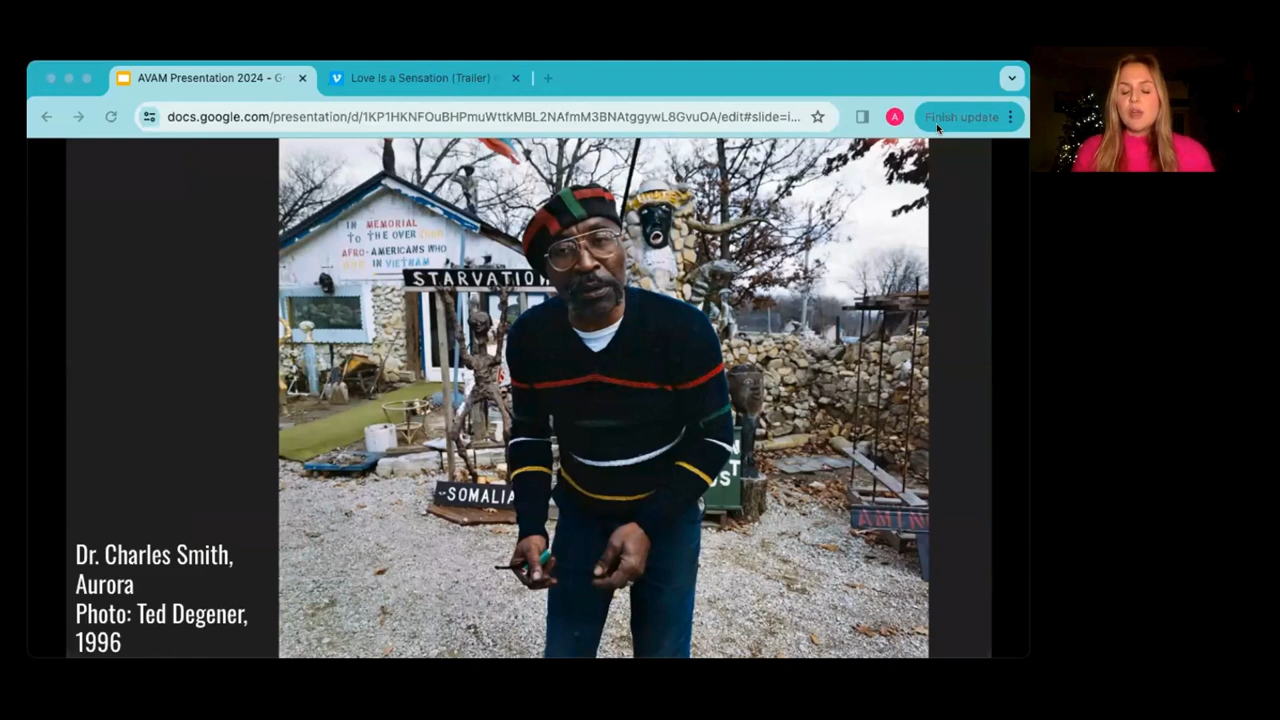 AVAM Presentation 2024 - G
Love Is a Sensation (Trailer)
docs.google.com/presentation/d/1KP1HKNFOuBHPmuWttkMBL2NAfmM3BNAtggywL8GvuOA/edit#slide=i...
A
Finish update
IN MEMORIAL
TO THE OVER
AFRO-AMERICANS WHO
IN VIETNAM
STARVATION
SOMALIA
Dr. Charles Smith,
Aurora
Photo: Ted Degener,
1996